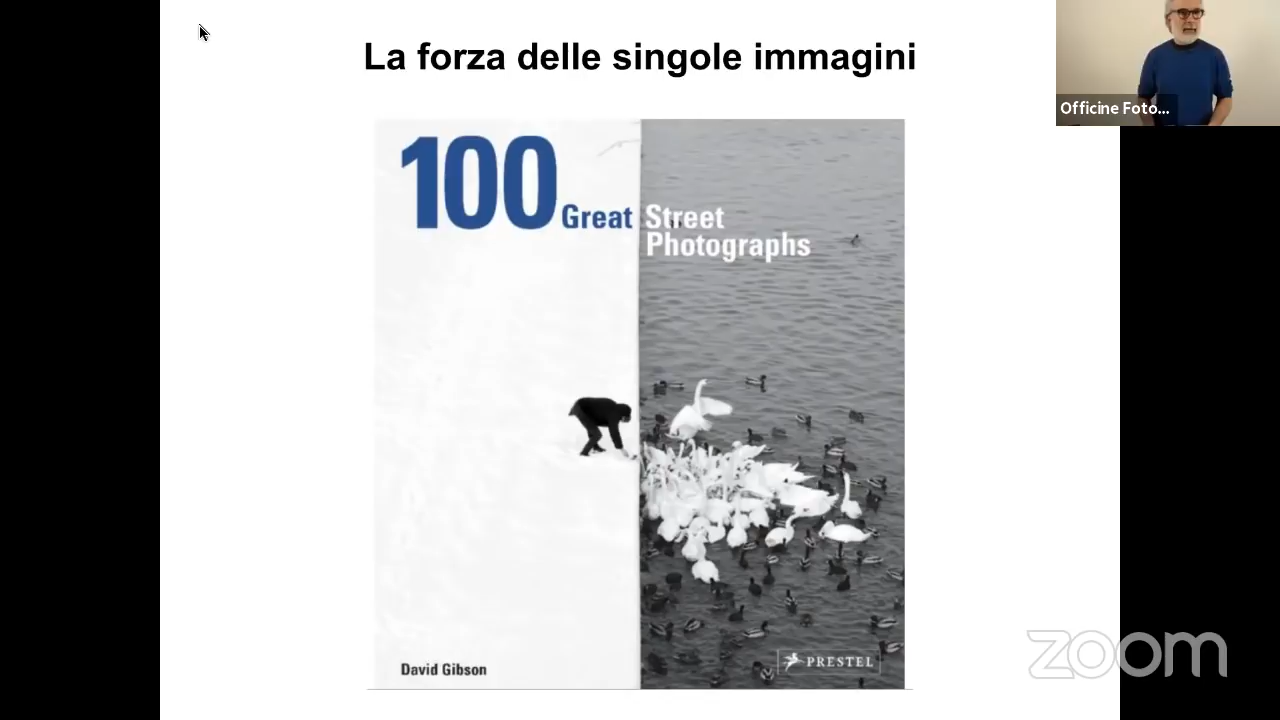 La forza delle singole immagini
Officine Foto...
100 Great Street
Photographs
David Gibson
PRESTEL
zoom